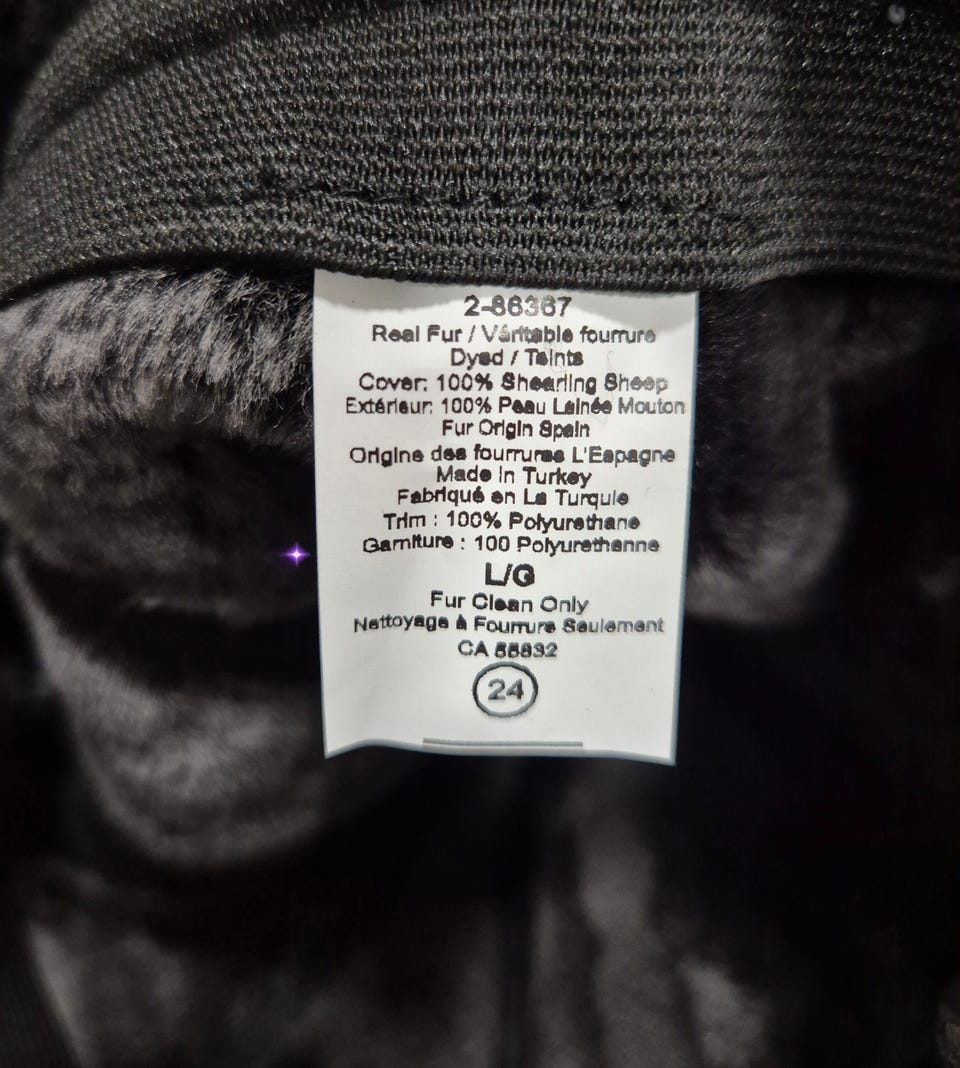 2-86367
Real Fur / Véritable fourrure
Dyed / Teints
Cover: 100% Shearling Sheep
Extérieur: 100% Peau Lainée Mouton
Fur Origin Spain
Origine des fourrures L'Espagne
Made In Turkey
Fabriqué en La Turquie
Trim : 100% Polyurethane
Garniture : 100 Polyurethanne
L/G
Fur Clean Only
Nettoyage à Fourrure Seulement
CA 55832
24